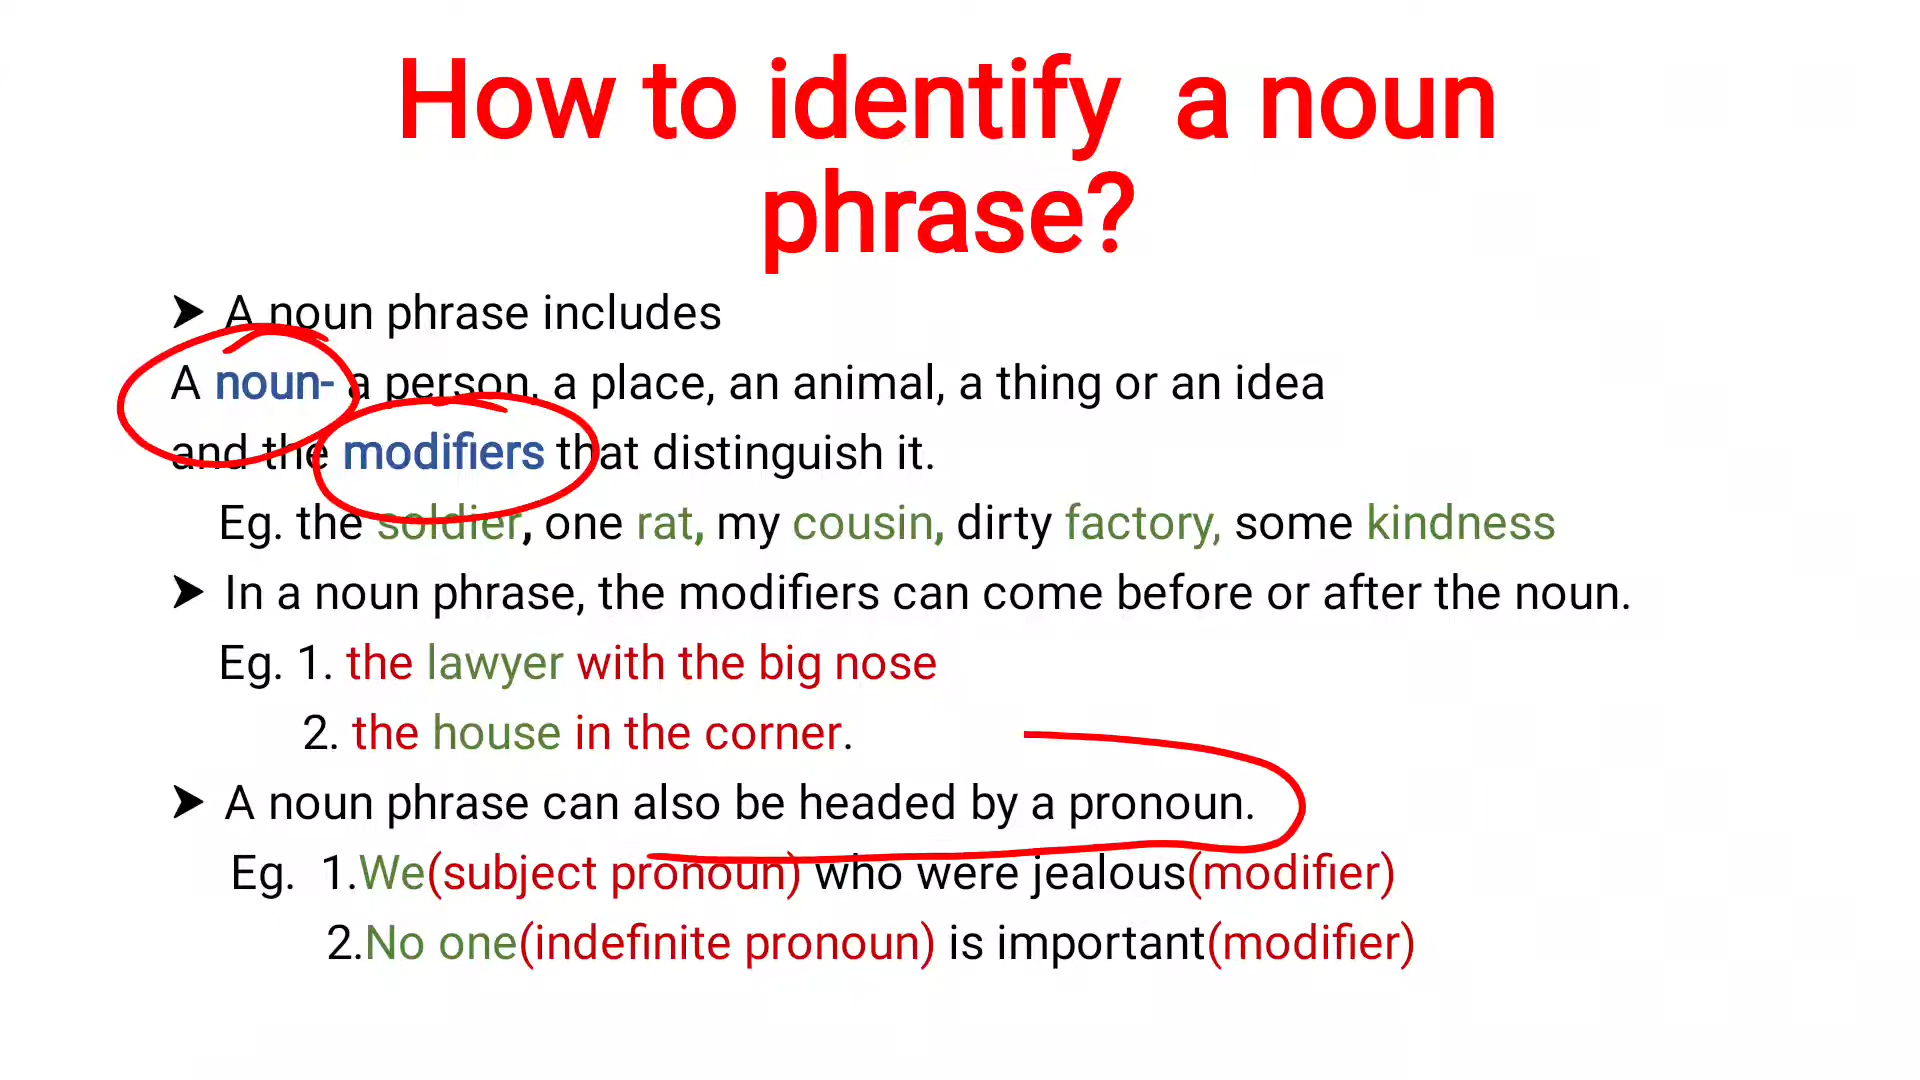 How to identify a noun
phrase?
➤ A noun phrase includes
A noun- a person, a place, an animal, a thing or an idea
and the modifiers that distinguish it.
Eg. the soldier, one rat, my cousin, dirty factory, some kindness
➤ In a noun phrase, the modifiers can come before or after the noun.
Eg. 1. the lawyer with the big nose
2. the house in the corner.
➤ A noun phrase can also be headed by a pronoun.
Eg. 1.We(subject pronoun) who were jealous(modifier)
2.No one(indefinite pronoun) is important(modifier)